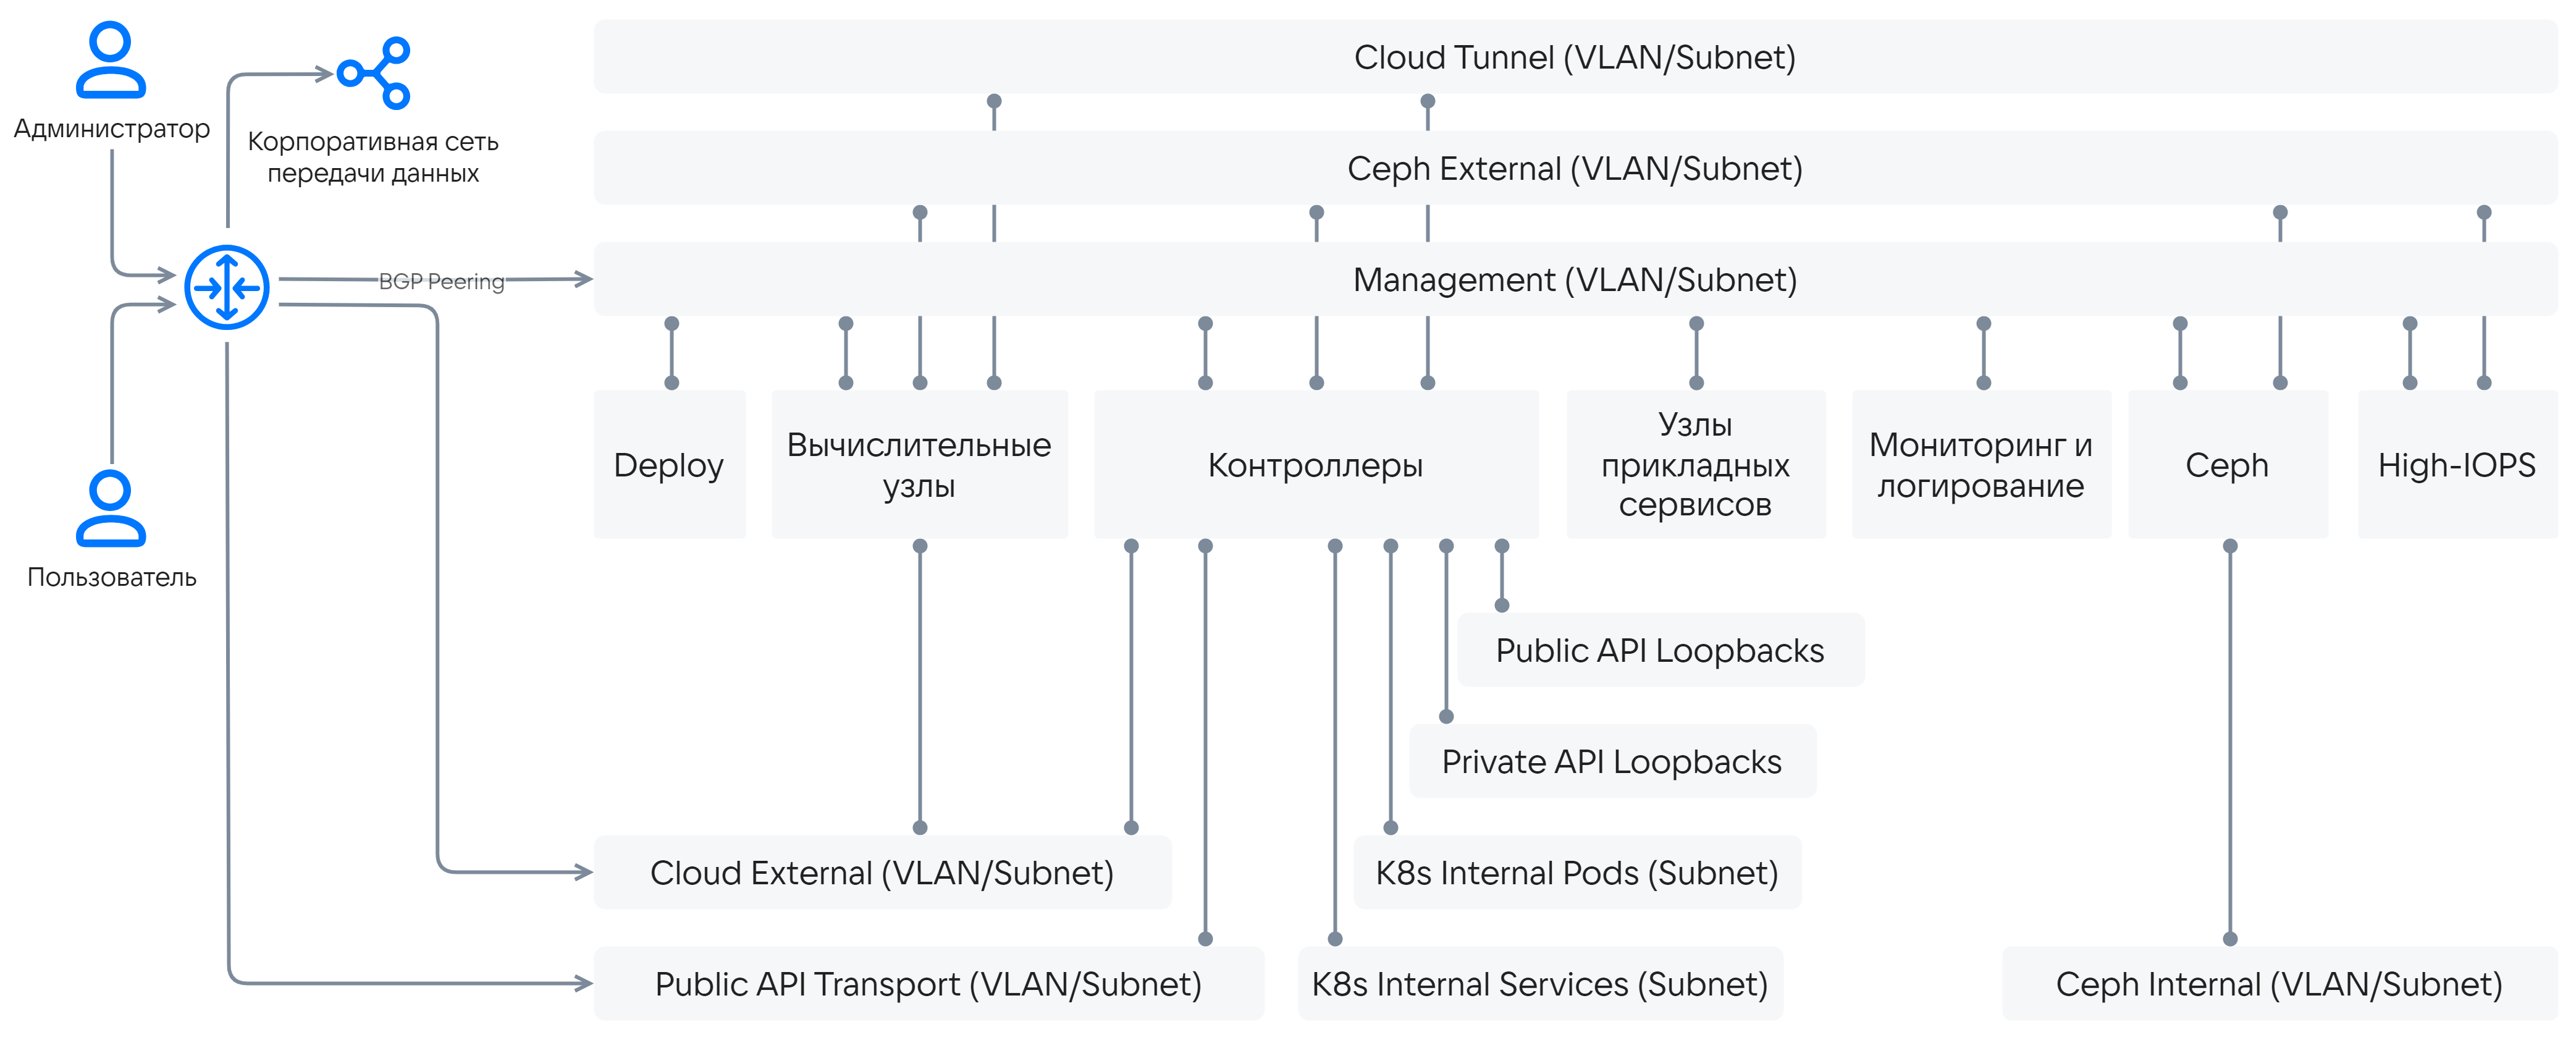 Cloud Tunnel (VLAN/Subnet)
Администратор
Корпоративная сеть
передачи данных
Ceph External (VLAN/Subnet)
BGP Peering
Management (VLAN/Subnet)
Deploy
Вычислительные
узлы
Контроллеры
Узлы
прикладных
сервисов
Мониторинг и
логирование
Ceph
High-IOPS
Пользователь
Public API Loopbacks
Private API Loopbacks
Cloud External (VLAN/Subnet)
K8s Internal Pods (Subnet)
Public API Transport (VLAN/Subnet)
K8s Internal Services (Subnet)
Ceph Internal (VLAN/Subnet)